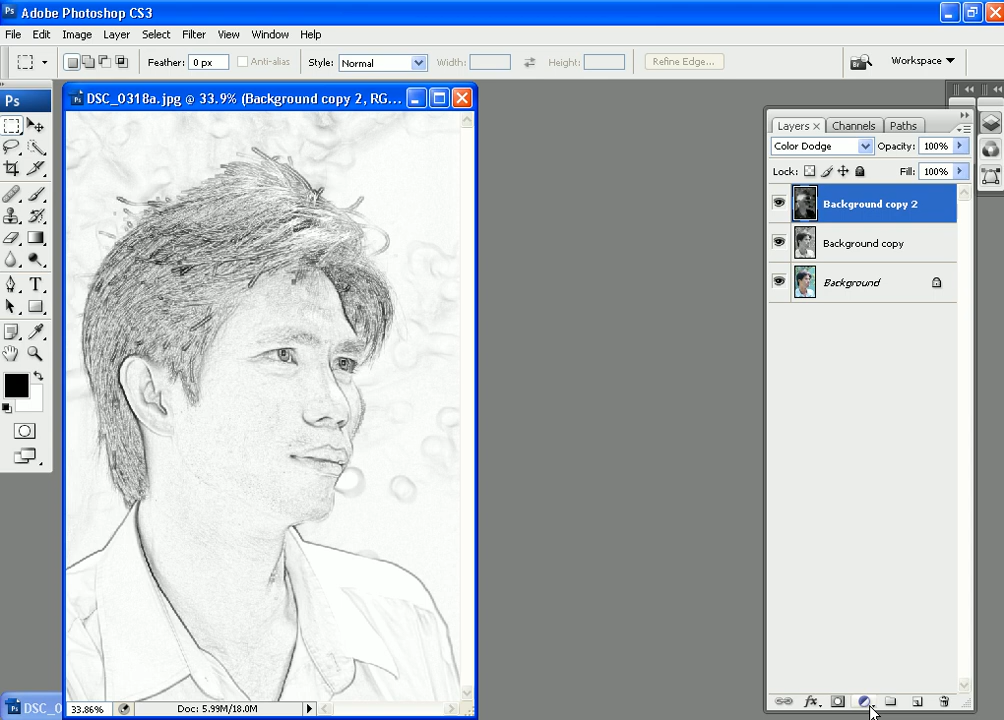 Ps Adobe Photoshop CS3
File Edit Image Layer Select Filter View Window Help
Feather: 0 px Anti-alias Style: Normal Width: Height: Refine Edge... Br Workspace
Ps
DSC_0318a.jpg @ 33.9% (Background copy 2, RG...
T
Layers Channels Paths
Color Dodge Opacity: 100%
Lock: Fill: 100%
Background copy 2
Background copy
Background
fx
33.86% Doc: 5.99M/18.0M
DSC_0